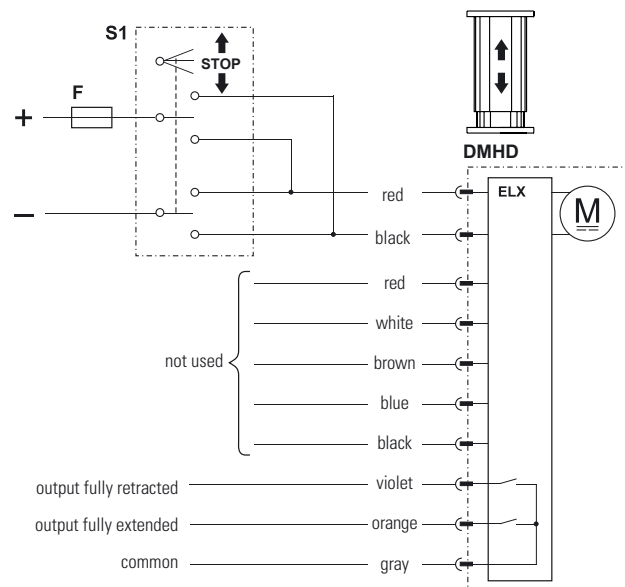 S1
STOP
F
+
–
DMHD
ELX
M
red
black
red
white
not used
brown
blue
black
output fully retracted
violet
output fully extended
orange
common
gray